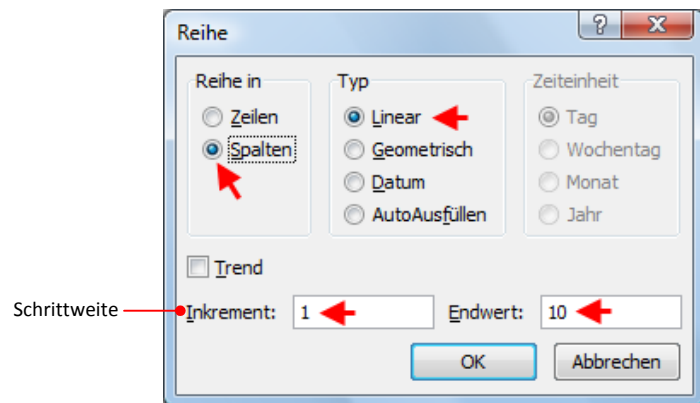 Reihe
Reihe in
Zeilen
Spalten
Typ
Linear
Geometrisch
Datum
AutoAusfüllen
Zeiteinheit
Tag
Wochentag
Monat
Jahr
Trend
Schrittweite
Inkrement: 1
Endwert: 10
OK
Abbrechen